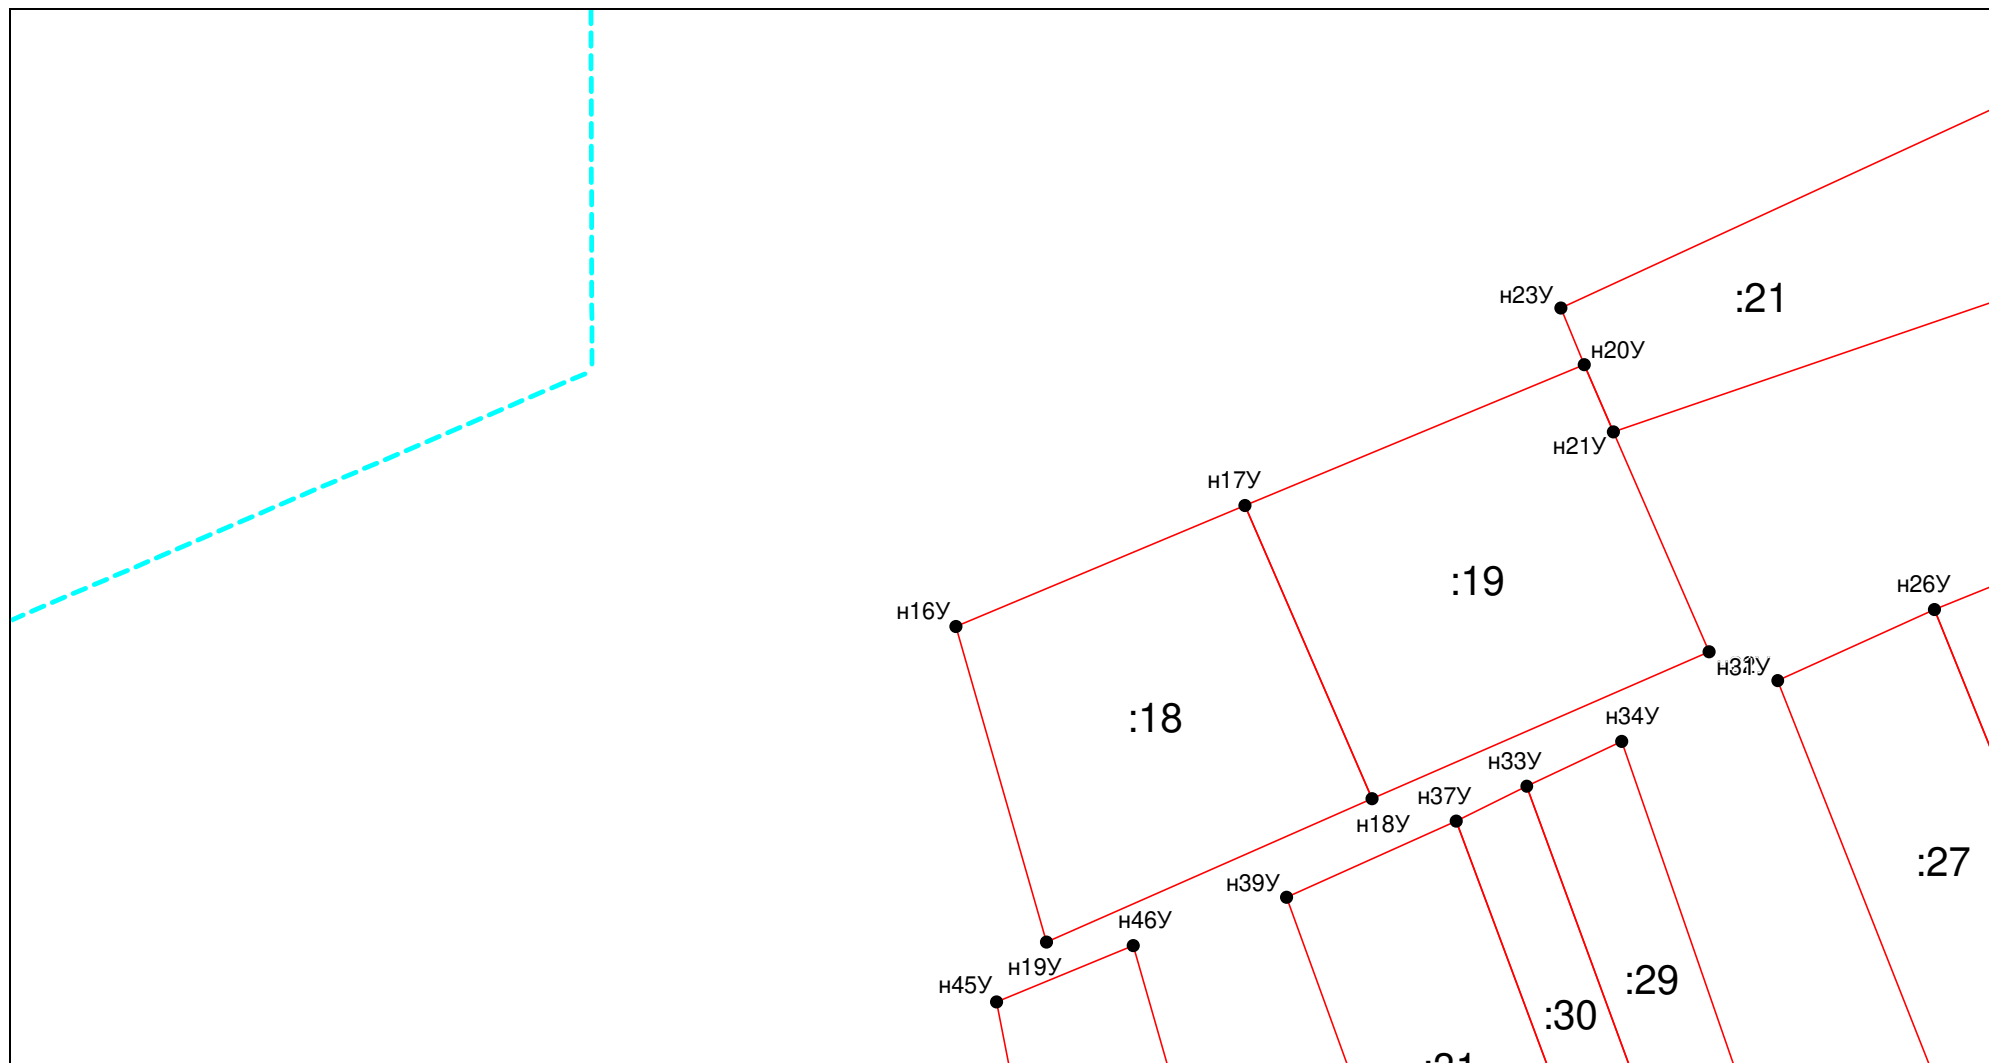 н23У
:21
н20У
н21У
н17У
:19
н26У
н16У
н34У
:18
н33У
н37У
н18У
:27
н39У
н46У
н19У
н45У
:29
:30